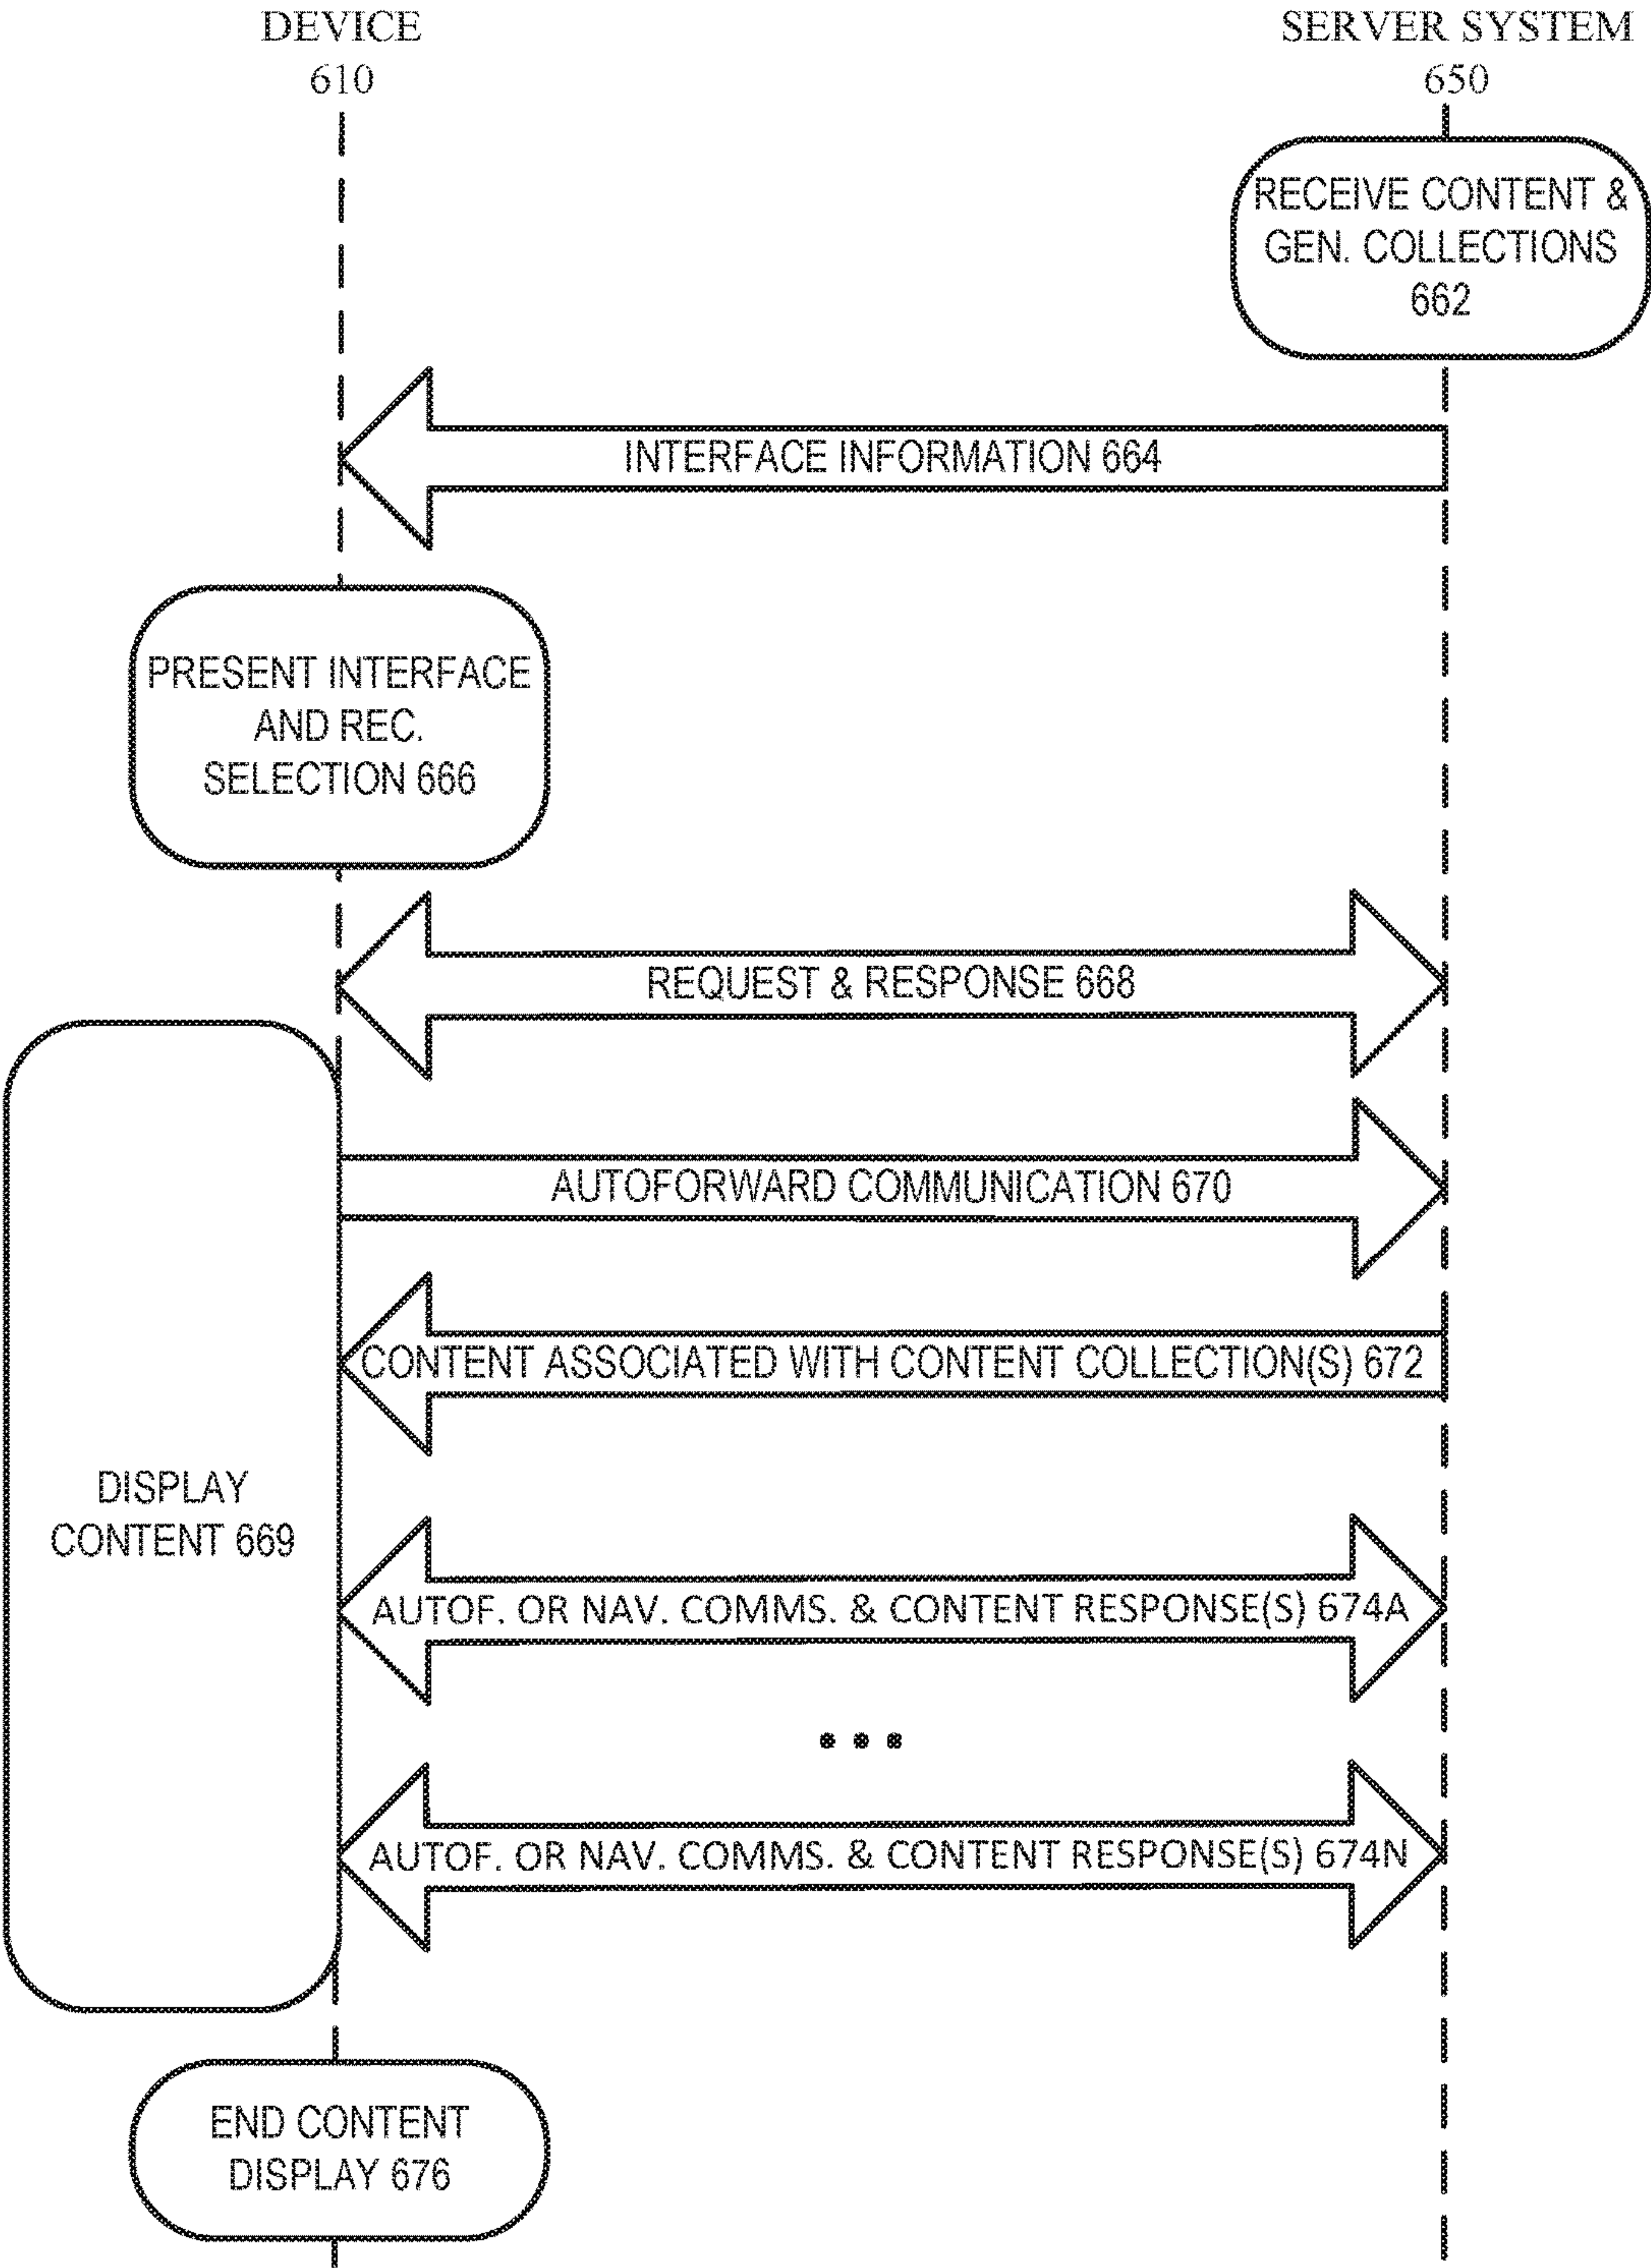 DEVICE
610
SERVER SYSTEM
650
RECEIVE CONTENT &
GEN. COLLECTIONS
662
INTERFACE INFORMATION 664
PRESENT INTERFACE
AND REC.
SELECTION 666
REQUEST & RESPONSE 668
AUTOFORWARD COMMUNICATION 670
CONTENT ASSOCIATED WITH CONTENT COLLECTION(S) 672
DISPLAY
CONTENT 669
AUTOF. OR NAV. COMMS. & CONTENT RESPONSE(S) 674A
• • •
AUTOF. OR NAV. COMMS. & CONTENT RESPONSE(S) 674N
END CONTENT
DISPLAY 676